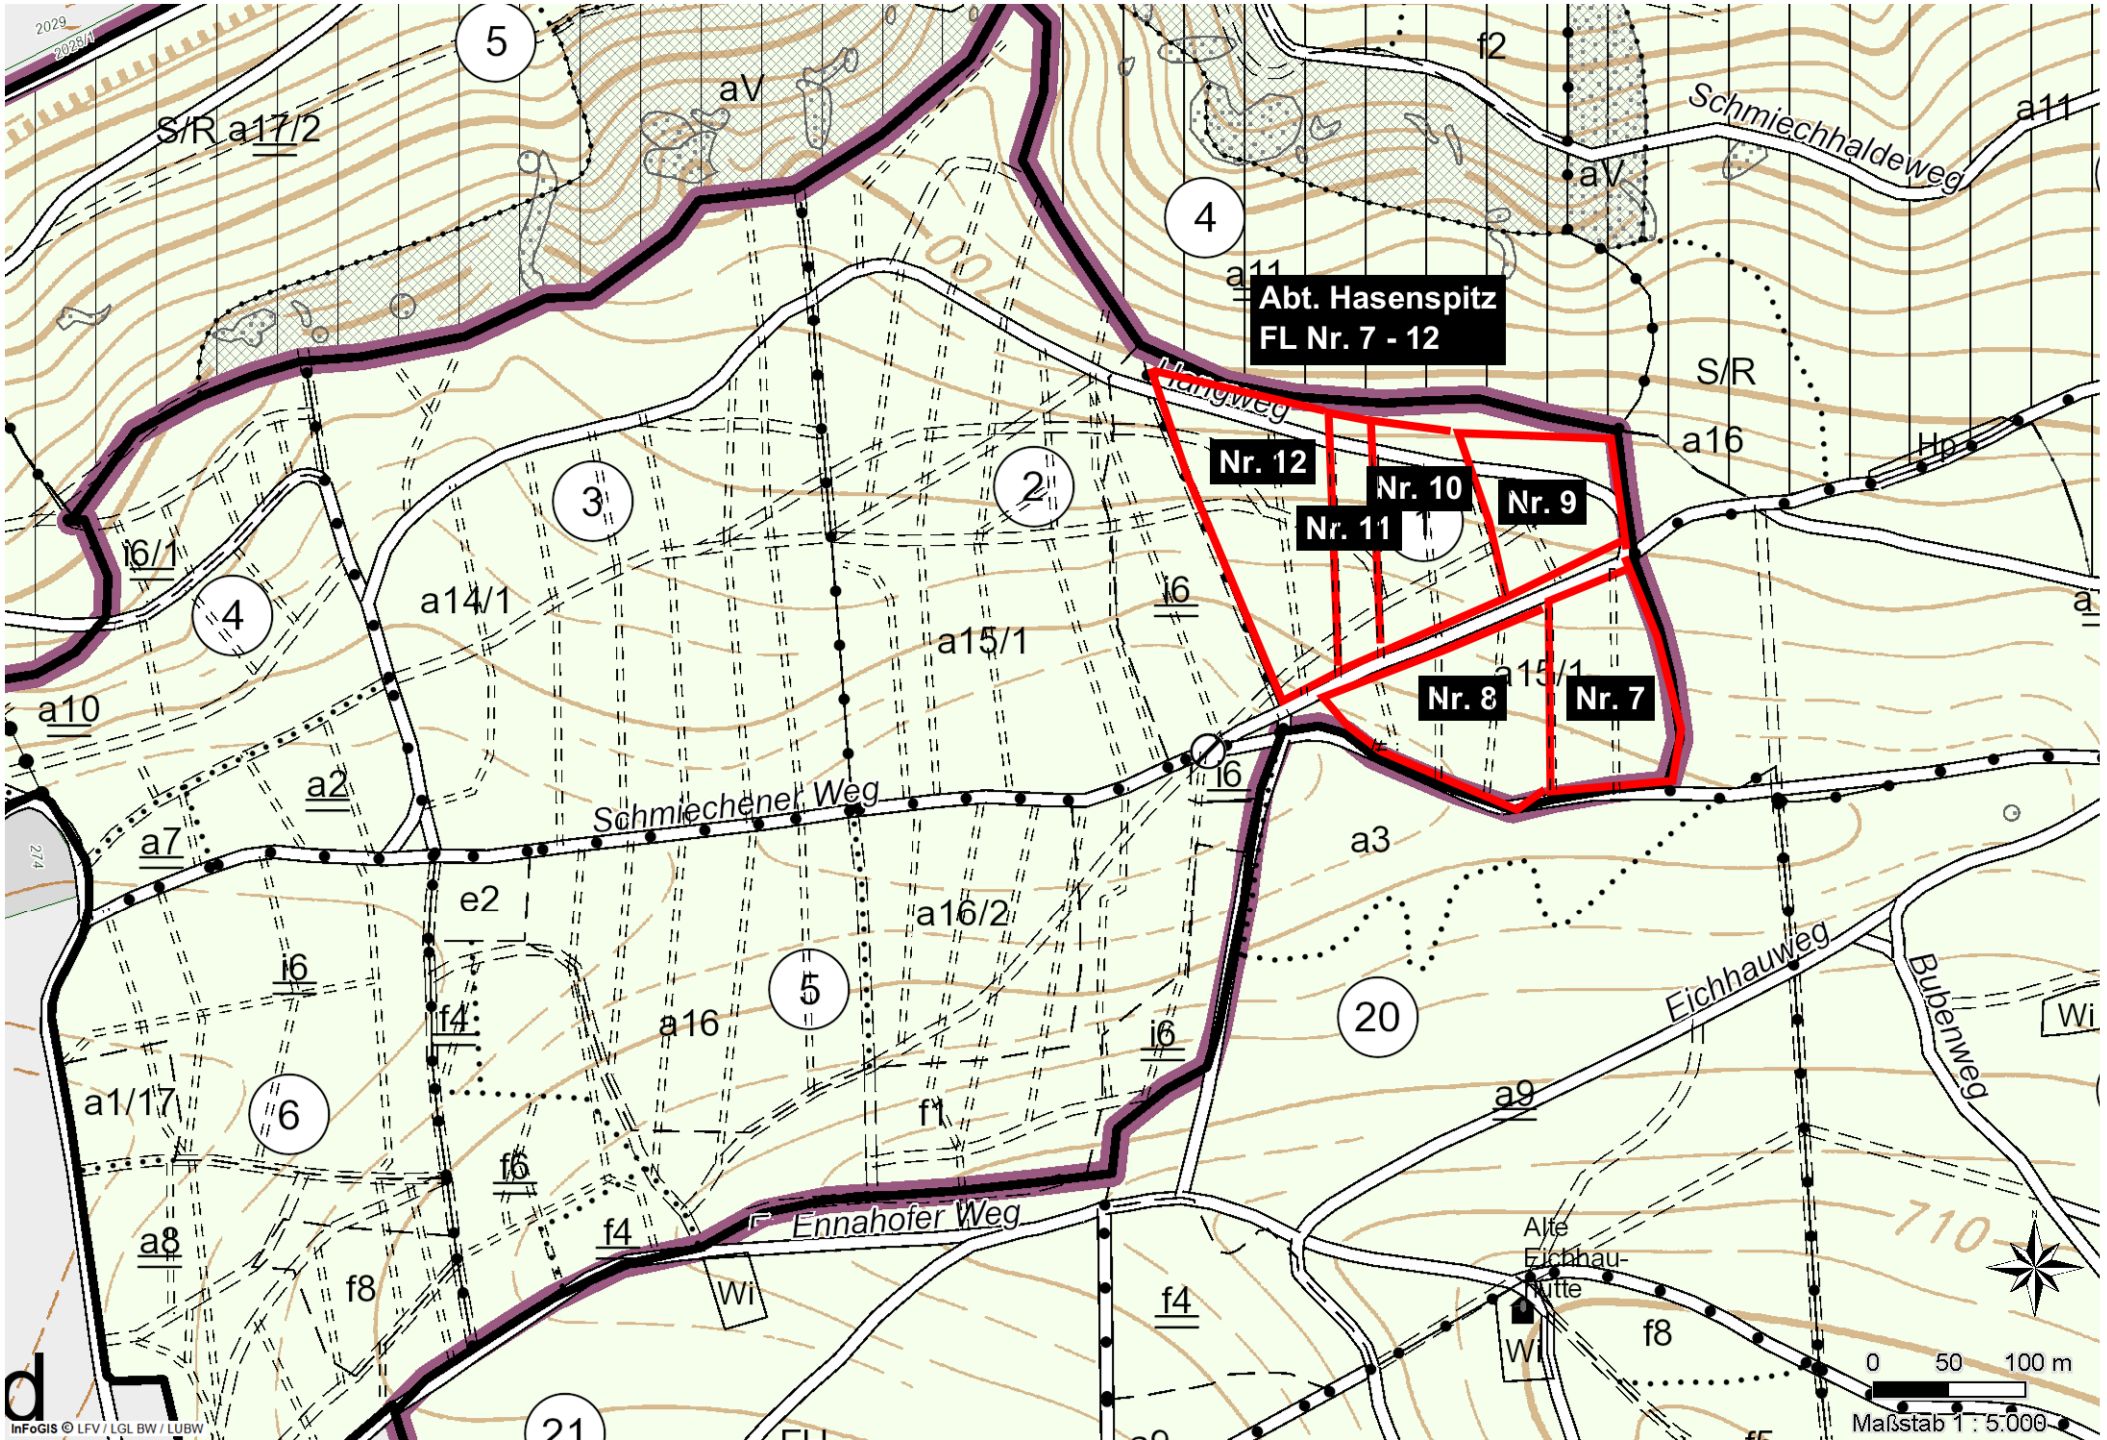 2029
2028/1
5
f2
aV
Schmiechhaldeweg
a11
S/R a17/2
aV
4
700
a11
Abt. Hasenspitz
FL Nr. 7 - 12
S/R
Hangweg
a16
Hp
Nr. 12
Nr. 10
Nr. 9
3
2
Nr. 11
i6/1
4
a14/1
i6
a
a15/1
a15/1
Nr. 8
Nr. 7
a10
a2
i6
Schmiechener Weg
a7
274
a3
e2
a16/2
i6
Eichhauweg
5
Bubenweg
f4
a16
20
Wi
i6
a1/17
6
f1
a9
f6
a8
f4
Ennahofer Weg
710
Alte
Eichhau-
hütte
f8
Wi
f4
f8
Wi
0 50 100 m
d
21
Maßstab 1 : 5.000
InFoGIS © LFV / LGL BW / LUBW